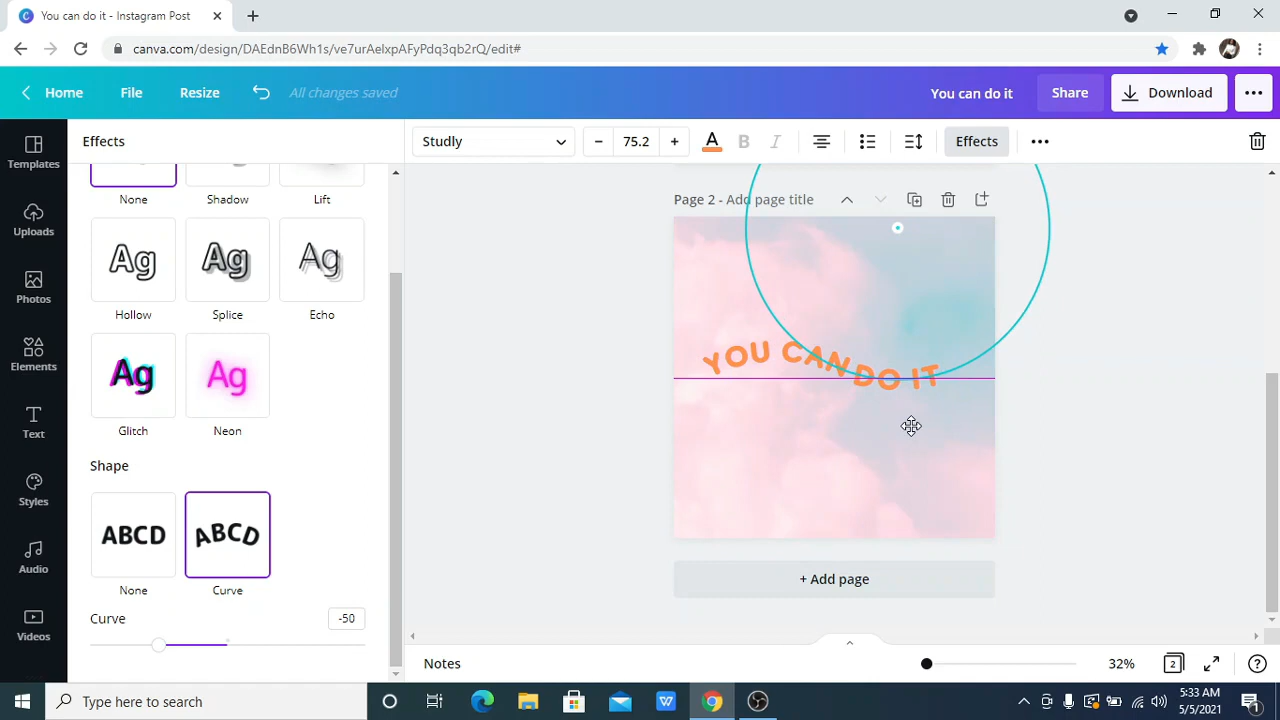 You can do it - Instagram Post
canva.com/design/DAEdnB6Wh1s/ve7urAelxpAFyPdq3qb2rQ/edit#
Home
File
Resize
All changes saved
You can do it
Share
Download
Effects
Studly
75.2
A
B
I
Effects
Templates
Uploads
Photos
Elements
Text
Styles
Audio
Videos
None
Shadow
Lift
Ag
Ag
Ag
Hollow
Splice
Echo
Ag
Ag
Glitch
Neon
Shape
ABCD
ABCD
None
Curve
Curve
-50
Page 2 - Add page title
YOU CAN DO IT
+ Add page
Notes
2
32%
Type here to search
5:33 AM
5/5/2021
1